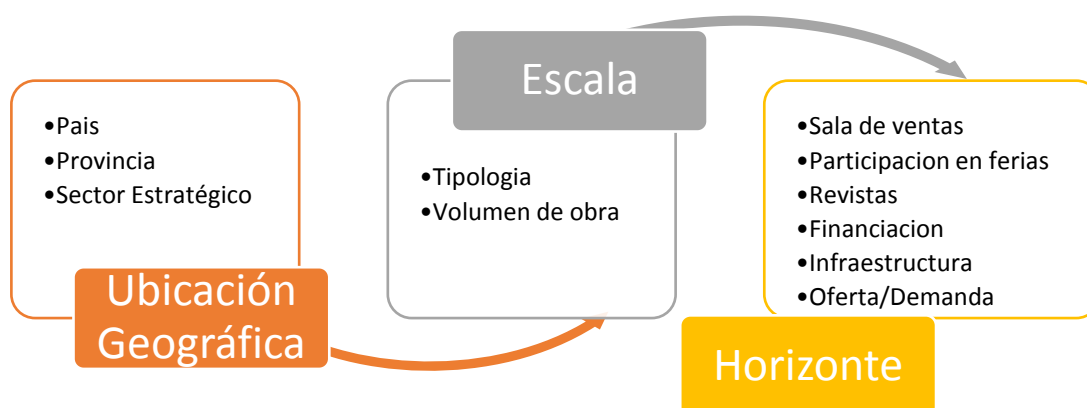 •Pais
•Provincia
•Sector Estratégico
Ubicación
Geográfica
Escala
•Tipologia
•Volumen de obra
•Sala de ventas
•Participacion en ferias
•Revistas
•Financiacion
•Infraestructura
•Oferta/Demanda
Horizonte